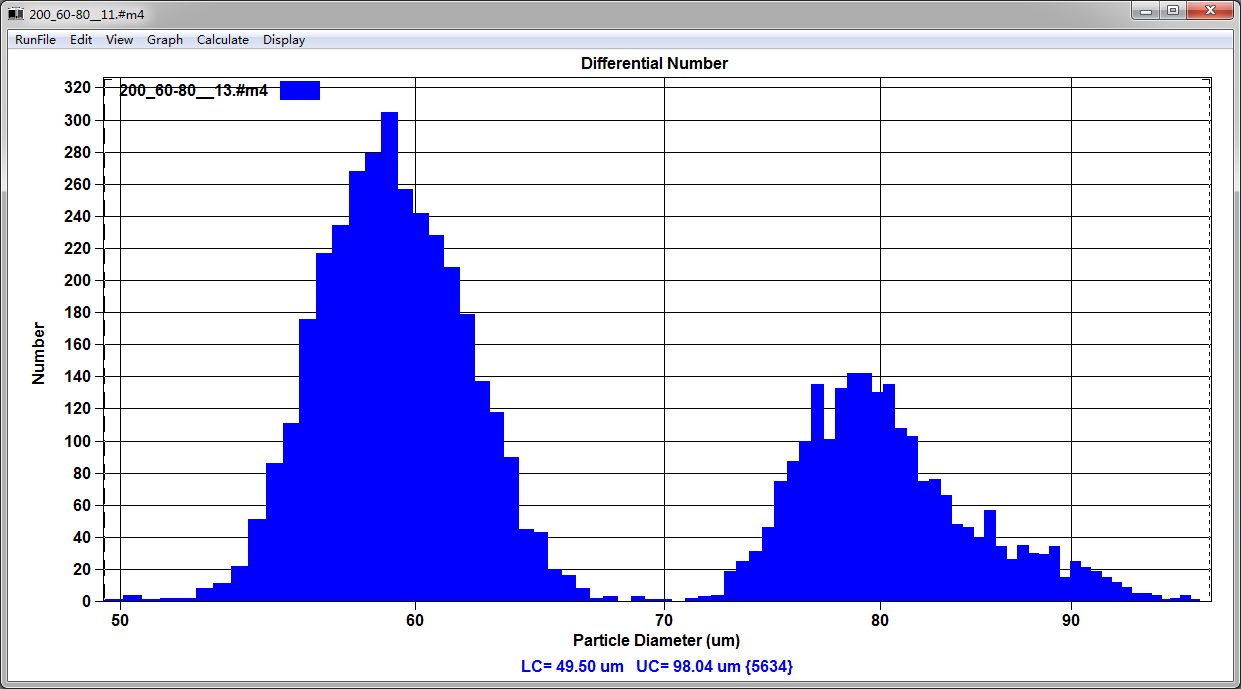 200_60-80__11.#m4
RunFile Edit View Graph Calculate Display
Differential Number
200_60-80__13.#m4
320
300
280
260
240
220
200
180
160
140
120
100
80
60
40
20
0
Number
50 60 70 80 90
Particle Diameter (um)
LC= 49.50 um UC= 98.04 um {5634}